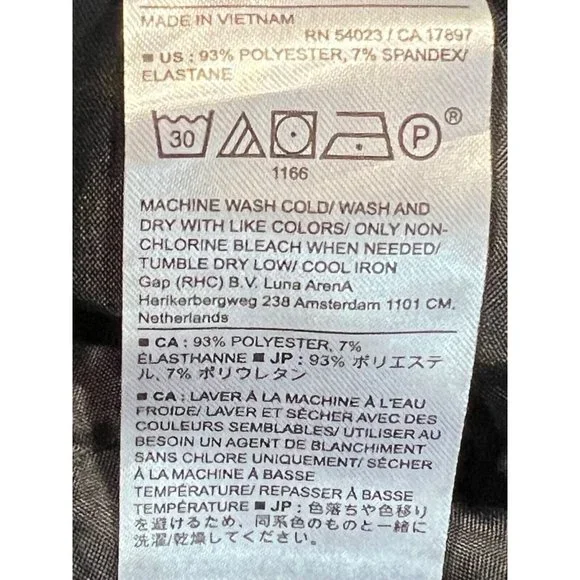 MADE IN VIETNAM
RN 54023 / CA 17897
■ US : 93% POLYESTER, 7% SPANDEX/
ELASTANE
30
P
®
1166
MACHINE WASH COLD/ WASH AND
DRY WITH LIKE COLORS/ ONLY NON-
CHLORINE BLEACH WHEN NEEDED/
TUMBLE DRY LOW/ COOL IRON
Gap (RHC) B.V. Luna ArenA
Herikerbergweg 238 Amsterdam 1101 CM,
Netherlands
■ CA : 93% POLYESTER, 7%
ÉLASTHANNE ■ JP : 93% ポリエステ
ル, 7% ポリウレタン
■ CA : LAVER À LA MACHINE À L'EAU
FROIDE/ LAVER ET SÉCHER AVEC DES
COULEURS SEMBLABLES/ UTILISER AU
BESOIN UN AGENT DE BLANCHIMENT
SANS CHLORE UNIQUEMENT/ SÉCHER
À LA MACHINE À BASSE
TEMPÉRATURE/ REPASSER À BASSE
TEMPÉRATURE ■ JP : 色落ちや色移り
を避けるため、同系色のものと一緒に
洗濯/乾燥してください。